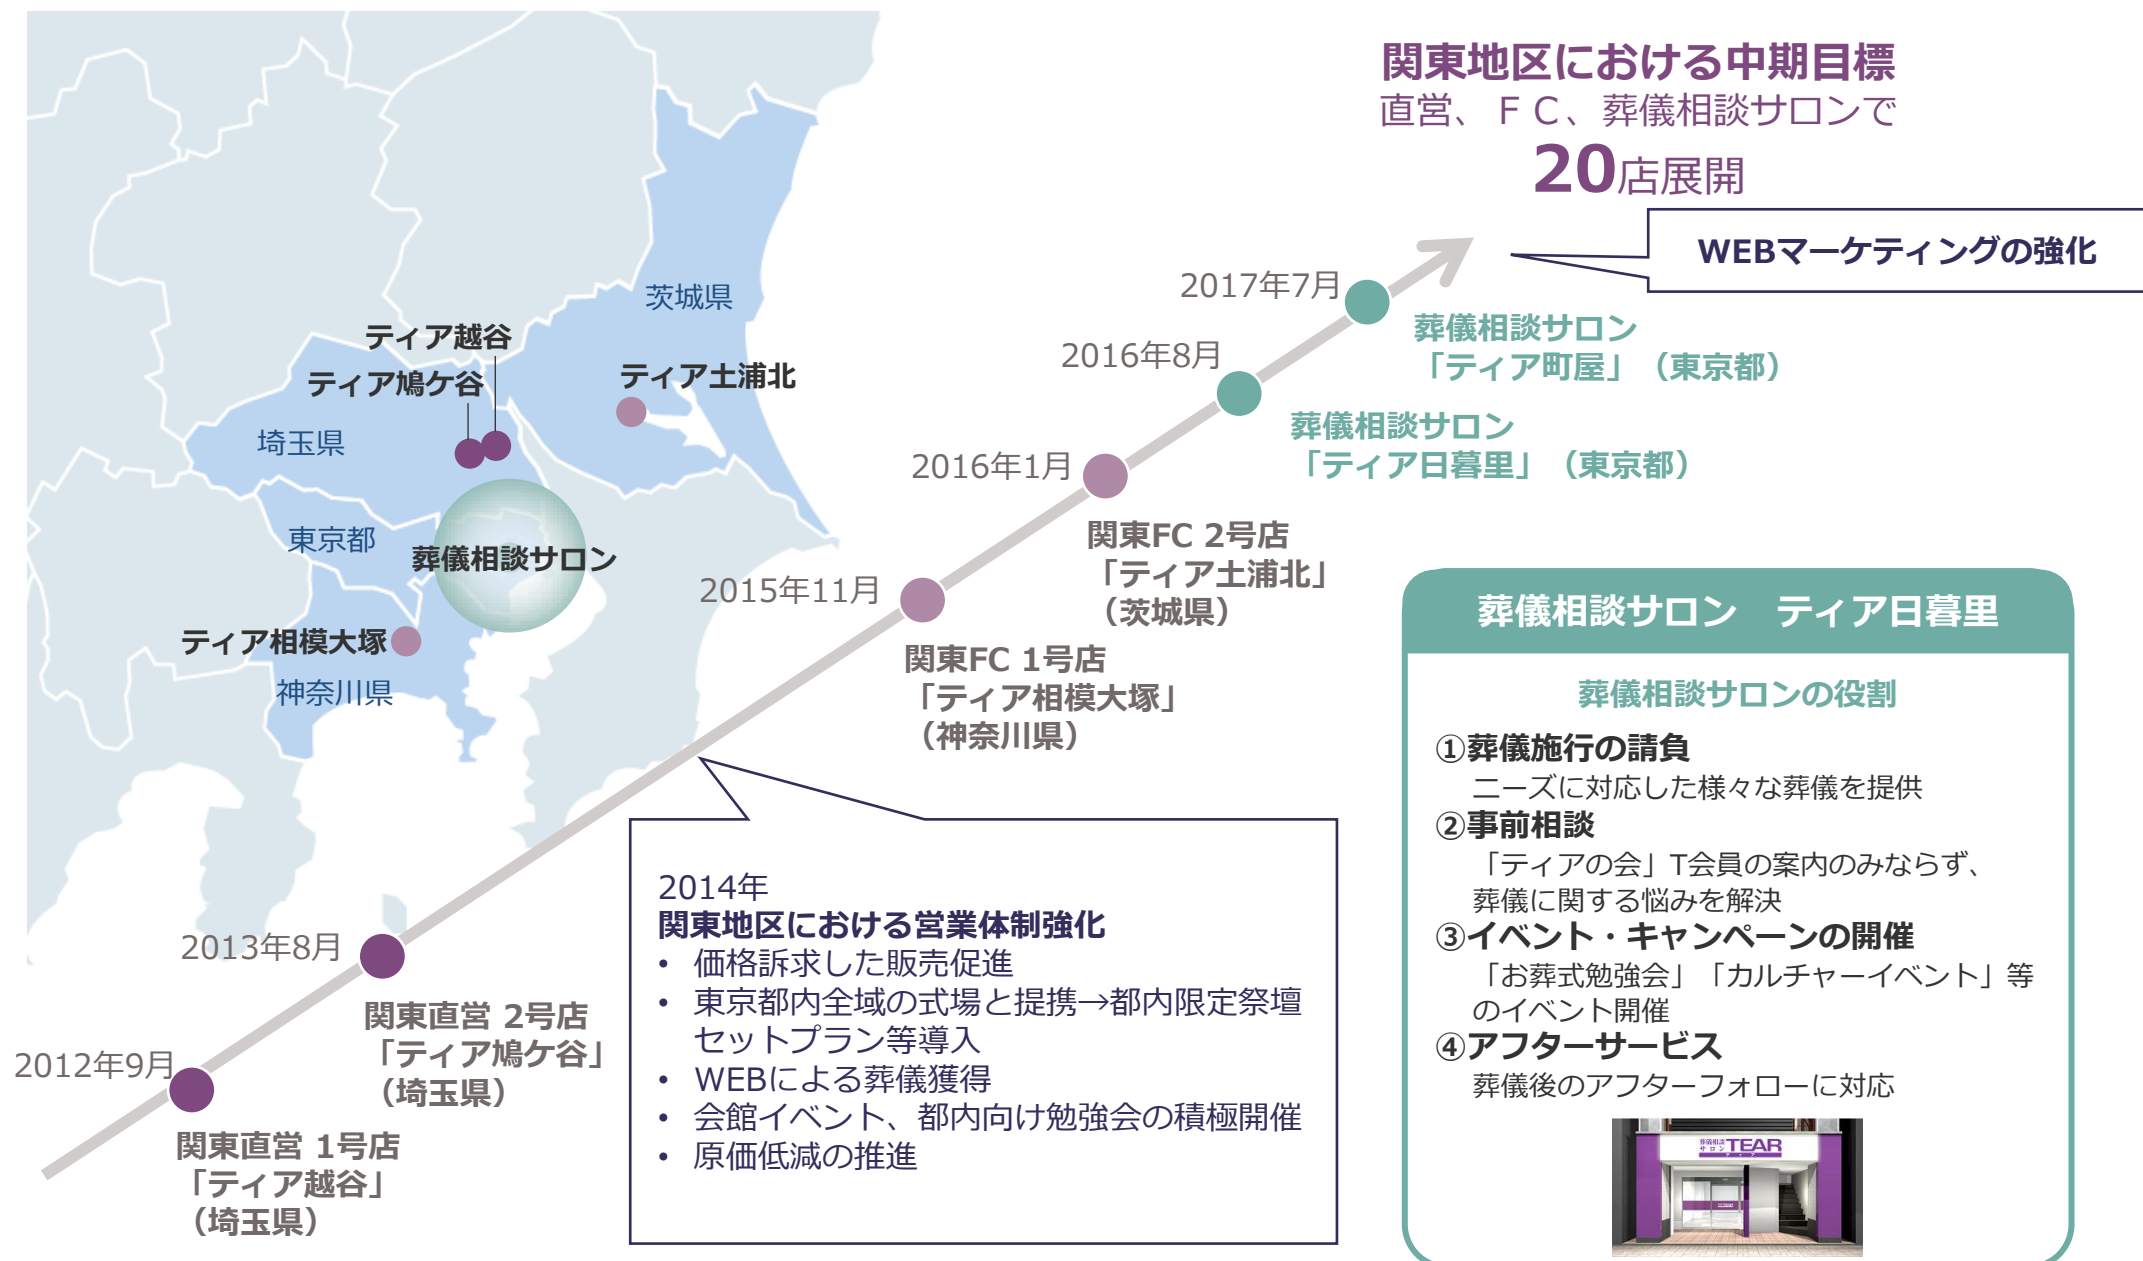 関東地区における中期目標
直営、ＦＣ、葬儀相談サロンで
20店展開
WEBマーケティングの強化
茨城県
ティア越谷
ティア鳩ケ谷
ティア土浦北
埼玉県
東京都
葬儀相談サロン
ティア相模大塚
神奈川県
2017年7月
葬儀相談サロン
「ティア町屋」（東京都）
2016年8月
葬儀相談サロン
「ティア日暮里」（東京都）
2016年1月
関東FC 2号店
「ティア土浦北」
（茨城県）
2015年11月
関東FC 1号店
「ティア相模大塚」
（神奈川県）
2014年
関東地区における営業体制強化
• 価格訴求した販売促進
• 東京都内全域の式場と提携→都内限定祭壇
セットプラン等導入
• WEBによる葬儀獲得
• 会館イベント、都内向け勉強会の積極開催
• 原価低減の推進
2013年8月
関東直営 2号店
「ティア鳩ケ谷」
（埼玉県）
2012年9月
関東直営 1号店
「ティア越谷」
（埼玉県）
葬儀相談サロン　ティア日暮里
葬儀相談サロンの役割
①葬儀施行の請負
ニーズに対応した様々な葬儀を提供
②事前相談
「ティアの会」T会員の案内のみならず、
葬儀に関する悩みを解決
③イベント・キャンペーンの開催
「お葬式勉強会」「カルチャーイベント」等
のイベント開催
④アフターサービス
葬儀後のアフターフォローに対応
葬儀相談
サロン TEAR
ティア